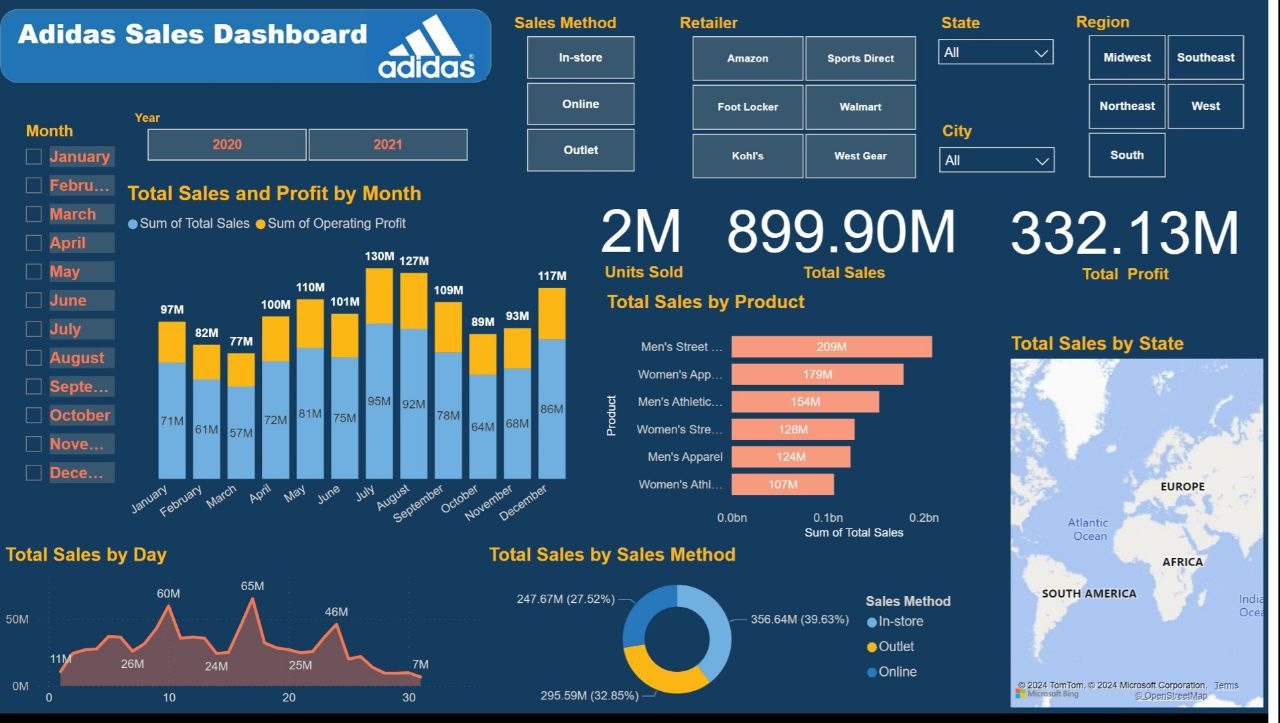 Adidas Sales Dashboard
adidas
Sales Method
In-store
Online
Outlet
Retailer
Amazon
Sports Direct
Foot Locker
Walmart
Kohl's
West Gear
State
All
City
All
Region
Midwest
Southeast
Northeast
West
South
Month
January
Febru...
March
April
May
June
July
August
Septe...
October
Nove...
Dece...
Year
2020
2021
Total Sales and Profit by Month
Sum of Total Sales
Sum of Operating Profit
97M
82M
77M
100M
110M
101M
130M
127M
109M
89M
93M
117M
71M
61M
57M
72M
81M
75M
95M
92M
78M
64M
68M
86M
January
February
March
April
May
June
July
August
September
October
November
December
2M
Units Sold
899.90M
Total Sales
332.13M
Total Profit
Total Sales by Product
Product
Men's Street ...
209M
Women's App...
179M
Men's Athletic...
154M
Women's Stre...
128M
Men's Apparel
124M
Women's Athl...
107M
0.0bn
0.1bn
0.2bn
Sum of Total Sales
Total Sales by State
EUROPE
Atlantic
Ocean
AFRICA
SOUTH AMERICA
© 2024 TomTom, © 2024 Microsoft Corporation, Terms
Microsoft Bing
© OpenStreetMap
Total Sales by Day
50M
0M
11M
60M
26M
24M
65M
25M
46M
7M
0
10
20
30
Total Sales by Sales Method
247.67M (27.52%)
356.64M (39.63%)
295.59M (32.85%)
Sales Method
In-store
Outlet
Online